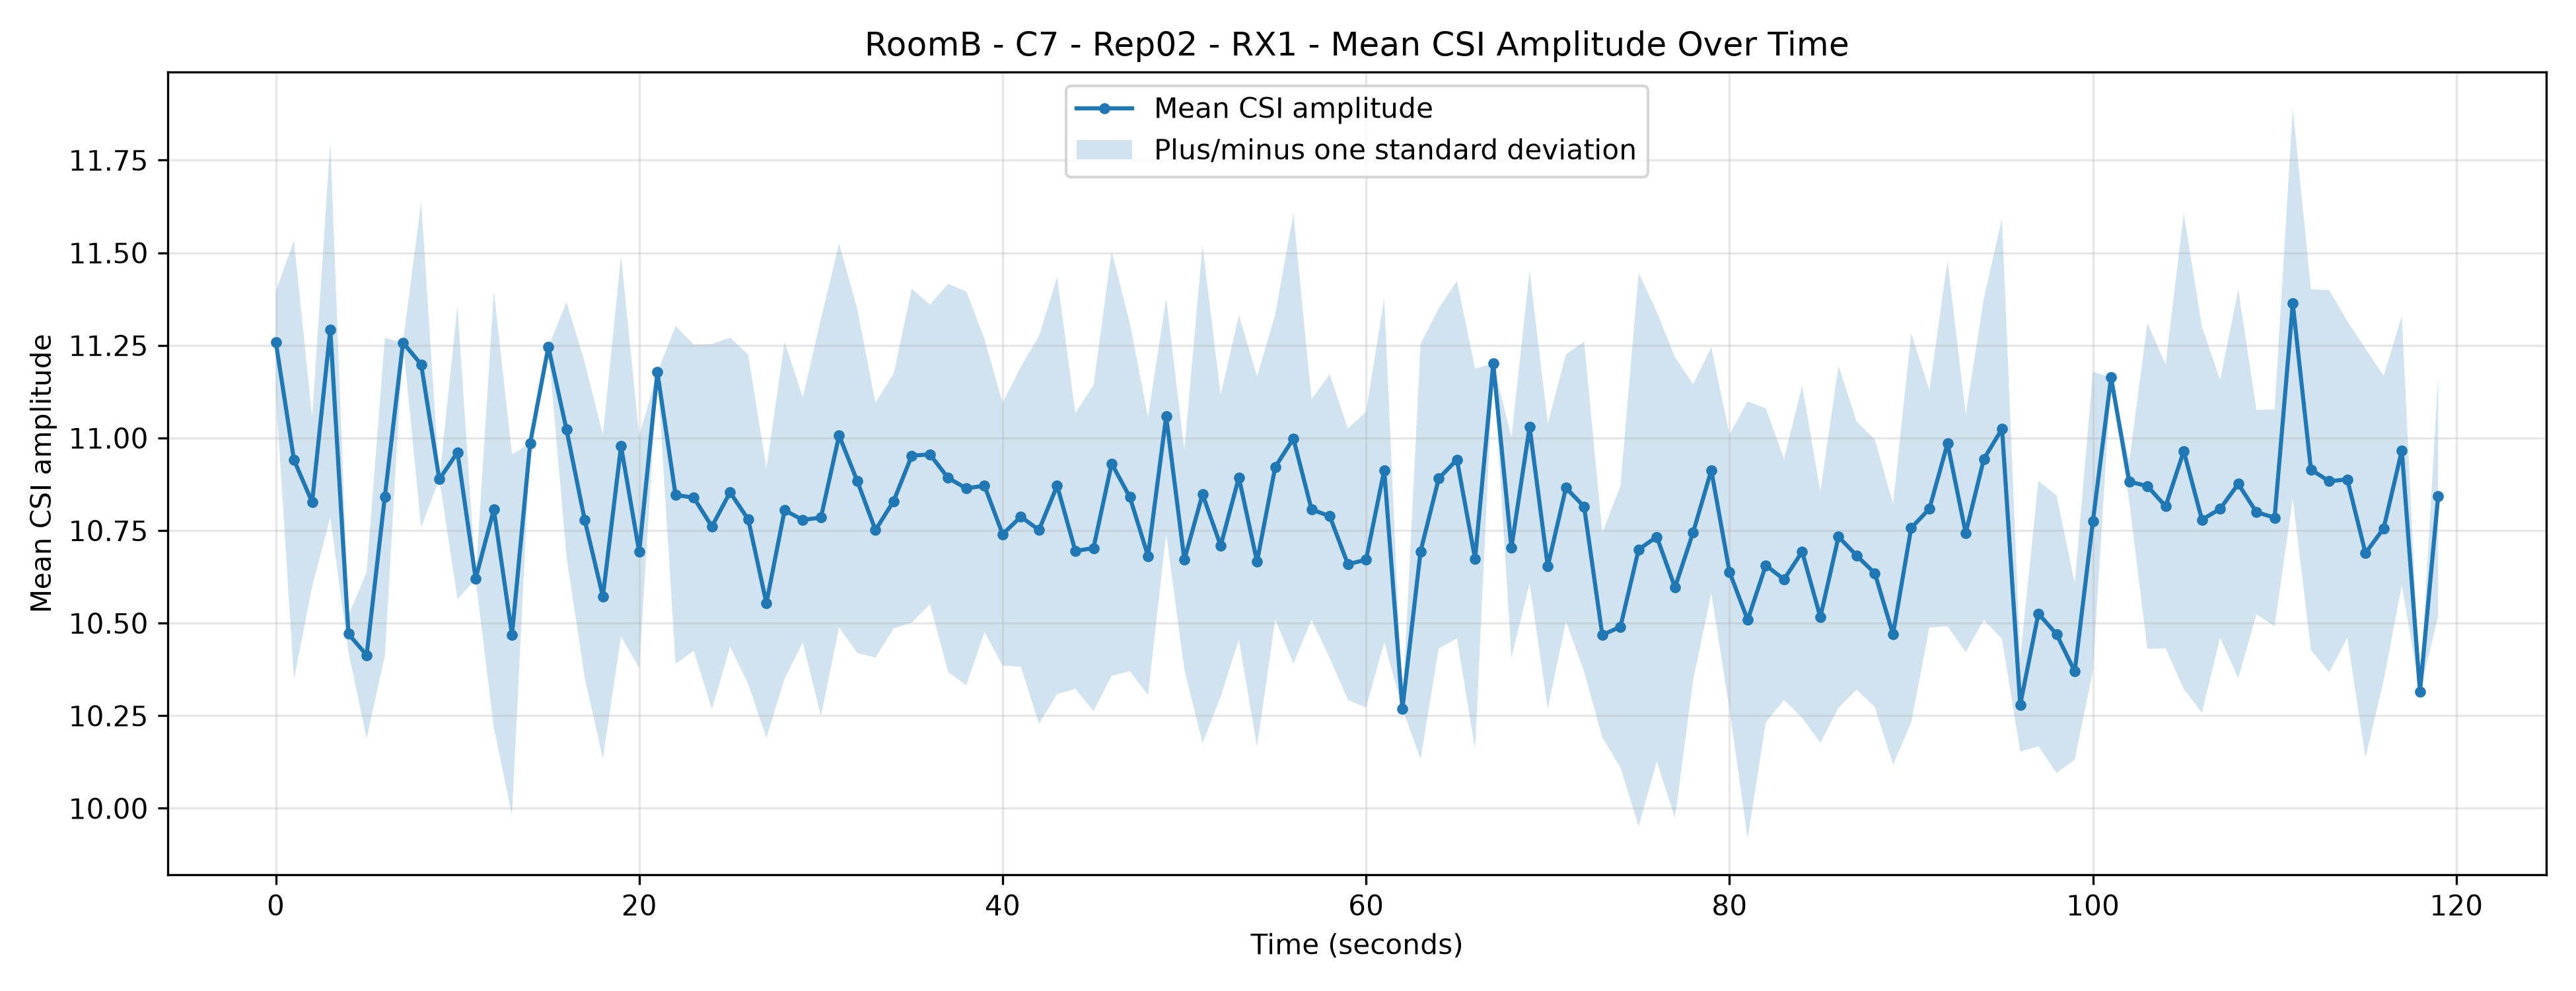 RoomB - C7 - Rep02 - RX1 - Mean CSI Amplitude Over Time
Mean CSI amplitude
Plus/minus one standard deviation
Mean CSI amplitude
11.75
11.50
11.25
11.00
10.75
10.50
10.25
10.00
0 20 40 60 80 100 120
Time (seconds)